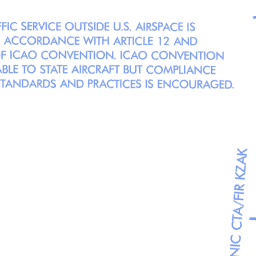 FFIC SERVICE OUTSIDE U.S. AIRSPACE IS
ACCORDANCE WITH ARTICLE 12 AND
F ICAO CONVENTION. ICAO CONVENTION
ABLE TO STATE AIRCRAFT BUT COMPLIANCE
TANDARDS AND PRACTICES IS ENCOURAGED.
NIC CTA/FIR KZAK